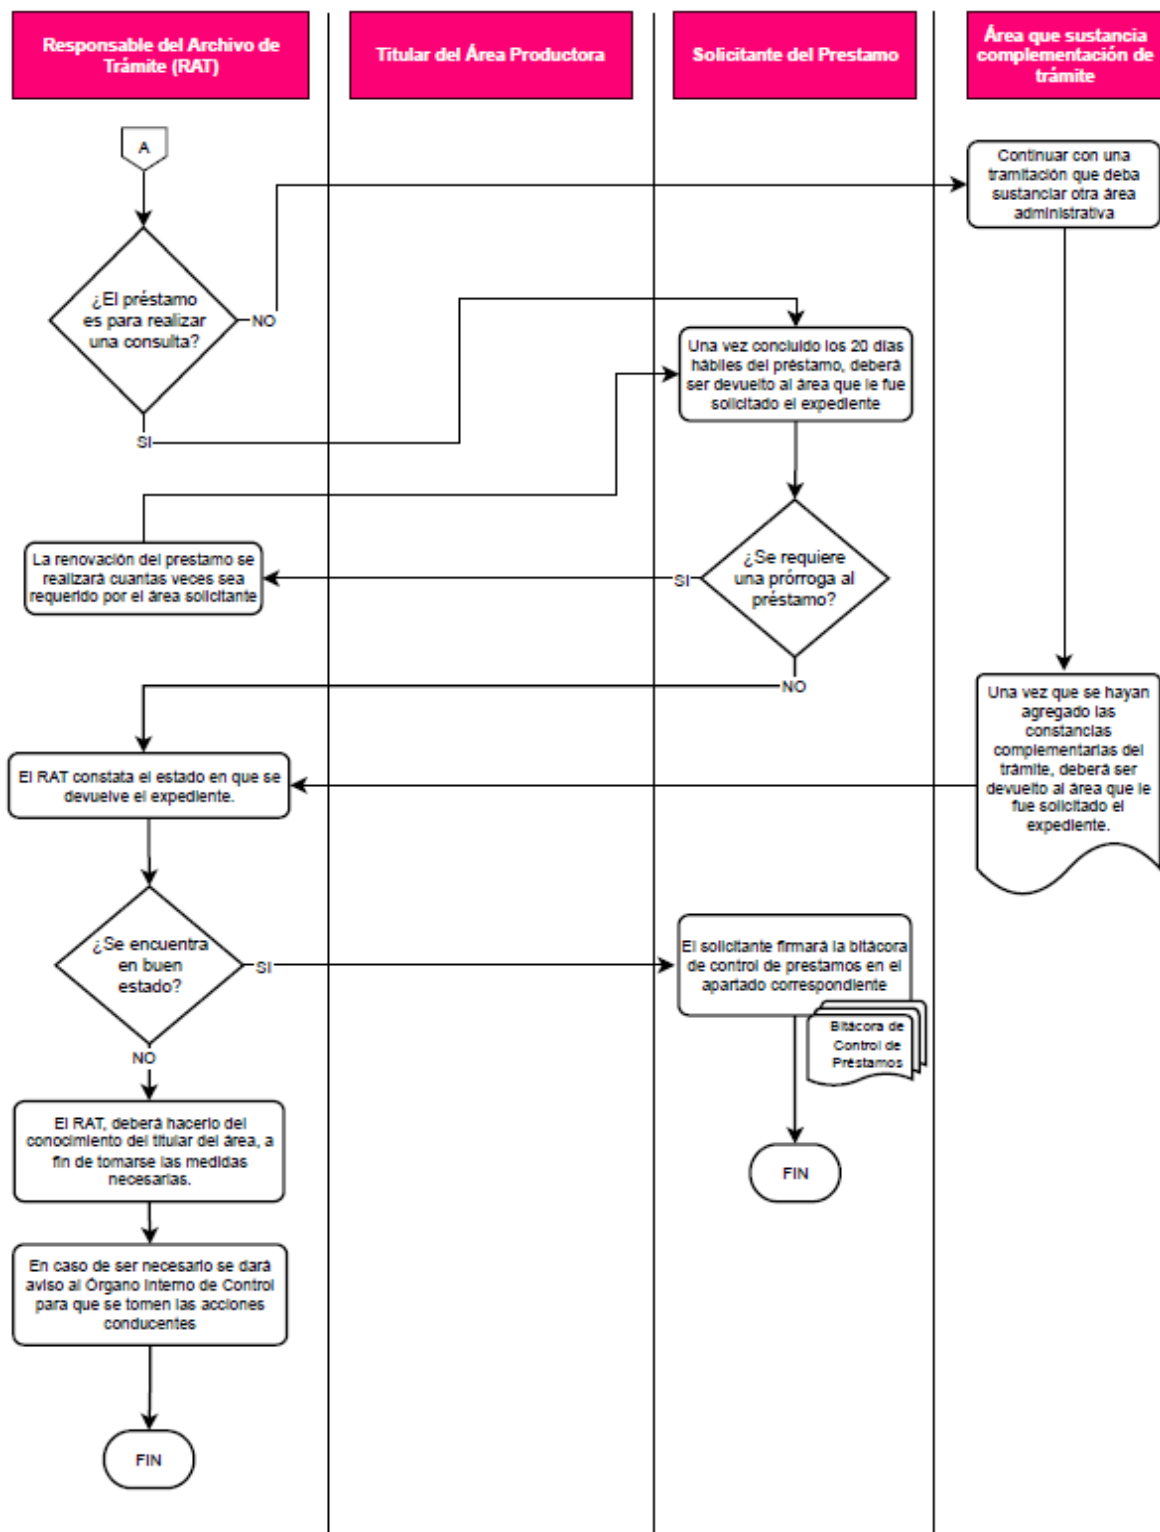 Responsable del Archivo de
Trámite (RAT)
Titular del Área Productora
Solicitante del Prestamo
Área que sustancia
complementación de
trámite
A
Continuar con una
tramitación que deba
sustanciar otra área
administrativa
¿El préstamo
es para realizar
una consulta?
NO
SI
Una vez concluido los 20 días
hábiles del préstamo, deberá
ser devuelto al área que le fue
solicitado el expediente
¿Se requiere
una prórroga al
préstamo?
SI
NO
La renovación del prestamo se
realizará cuantas veces sea
requerido por el área solicitante
Una vez que se hayan
agregado las
constancias
complementarias del
trámite, deberá ser
devuelto al área que le
fue solicitado el
expediente.
El RAT constata el estado en que se
devuelve el expediente.
¿Se encuentra
en buen
estado?
SI
NO
El solicitante firmará la bitácora
de control de prestamos en el
apartado correspondiente
Bitácora de
Control de
Préstamos
FIN
El RAT, deberá hacerlo del
conocimiento del titular del área, a
fin de tomarse las medidas
necesarias.
En caso de ser necesario se dará
aviso al Órgano Interno de Control
para que se tomen las acciones
conducentes
FIN